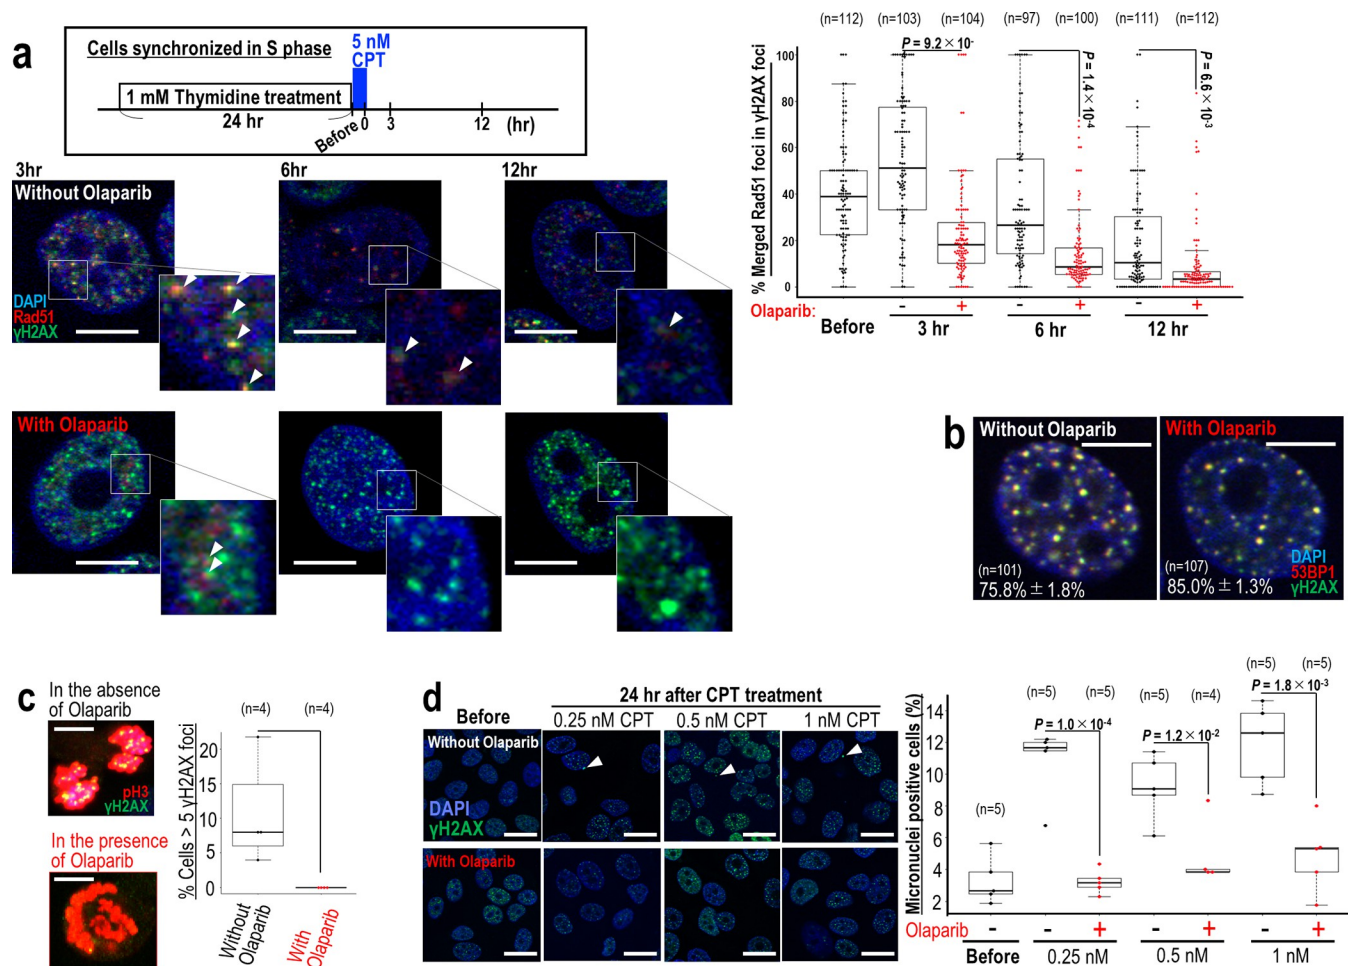 a
Cells synchronized in S phase
5 nM
CPT
1 mM Thymidine treatment
24 hr
Before
0
3
12
(hr)
3hr
6hr
12hr
Without Olaparib
DAPI
Rad51
γH2AX
With Olaparib
(n=112)
(n=103)
(n=104)
(n=97)
(n=100)
(n=111)
(n=112)
P = 9.2 × 10-
P = 1.4 × 10-4
P = 6.6 × 10-3
% Merged Rad51 foci in γH2AX foci
100
80
60
40
20
0
Olaparib:
- + - + - +
Before
3 hr
6 hr
12 hr
b
Without Olaparib
(n=101)
75.8% ± 1.8%
With Olaparib
(n=107)
85.0% ± 1.3%
DAPI
53BP1
γH2AX
c
In the absence
of Olaparib
pH3
γH2AX
In the presence
of Olaparib
(n=4)
(n=4)
% Cells > 5 γH2AX foci
20
15
10
5
0
Without
Olaparib
With
Olaparib
d
24 hr after CPT treatment
Before
0.25 nM CPT
0.5 nM CPT
1 nM CPT
Without Olaparib
DAPI
γH2AX
With Olaparib
Micronuclei positive cells (%)
14
12
10
8
6
4
2
(n=5)
(n=5)
(n=5)
(n=5)
(n=4)
(n=5)
(n=5)
P = 1.0 × 10-4
P = 1.2 × 10-2
P = 1.8 × 10-3
Olaparib
- - + - + - +
Before
0.25 nM
0.5 nM
1 nM